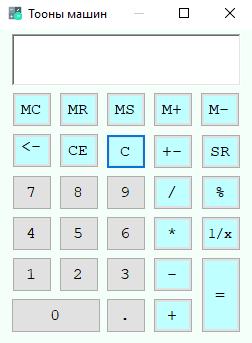 Тооны машин
MC MR MS M+ M-
<- CE C +- SR
7 8 9 / %
4 5 6 * 1/x
1 2 3 - =
0 . +